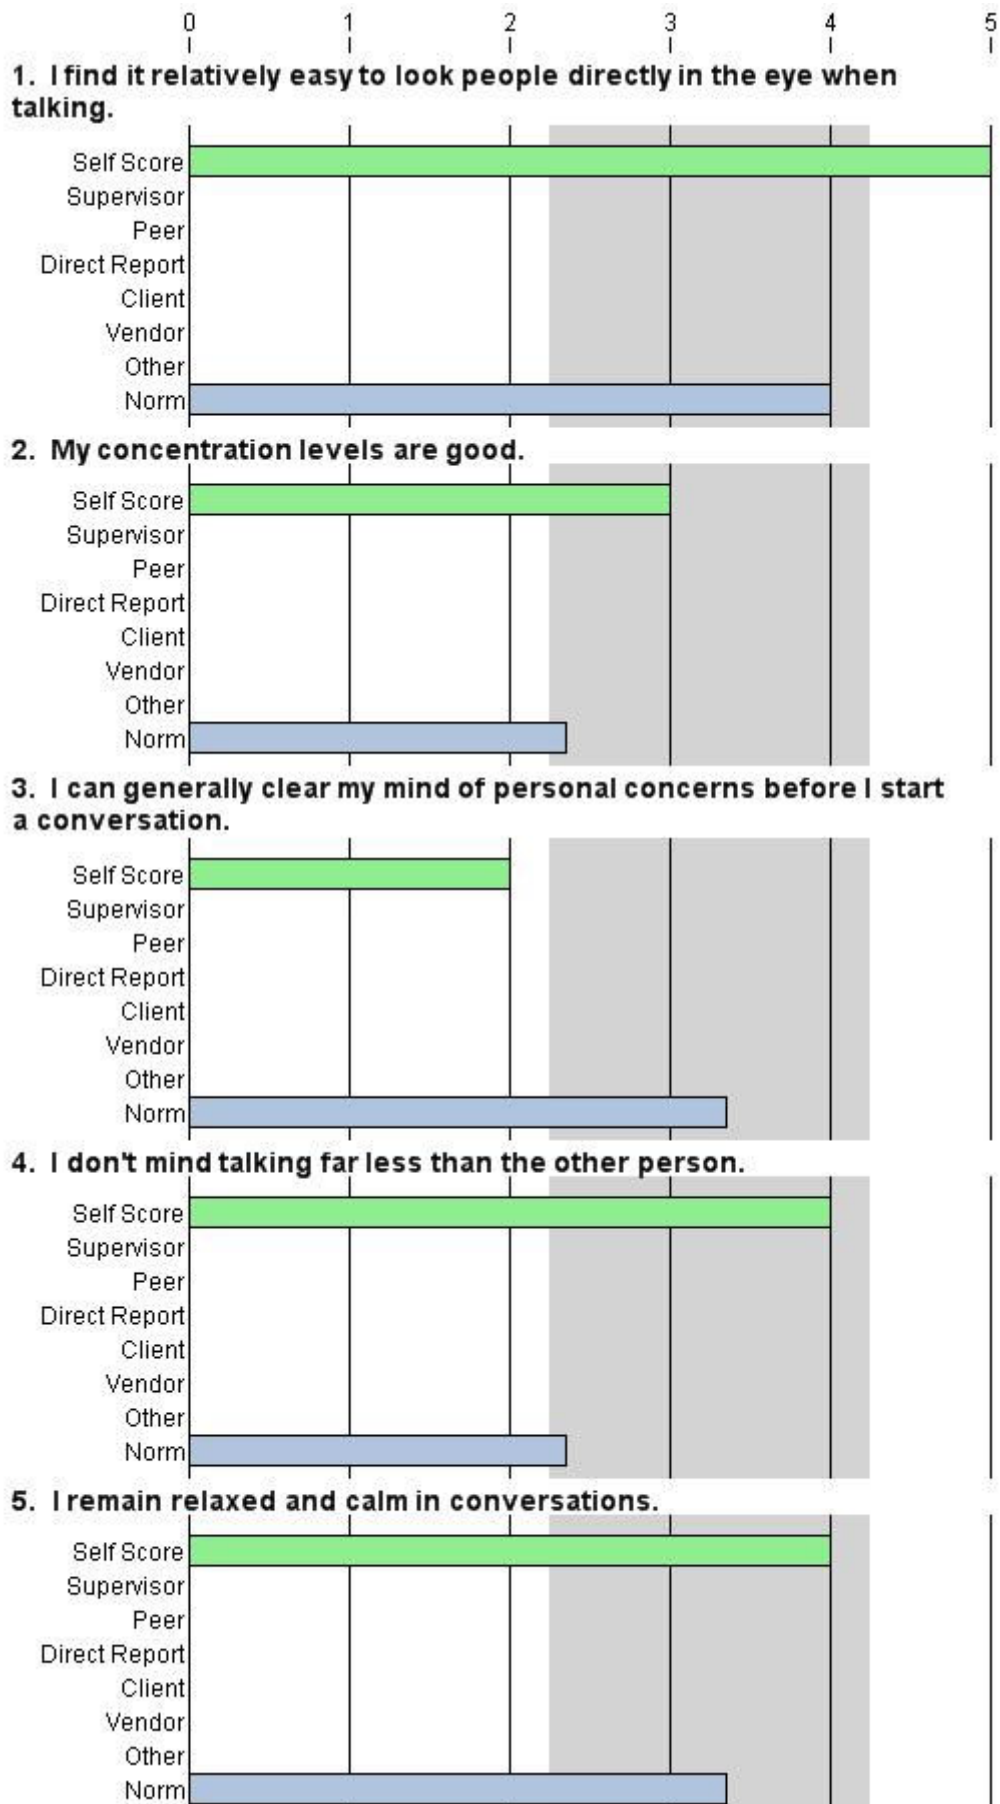 0 1 2 3 4 5
1. I find it relatively easy to look people directly in the eye when
talking.
Self Score
Supervisor
Peer
Direct Report
Client
Vendor
Other
Norm
2. My concentration levels are good.
Self Score
Supervisor
Peer
Direct Report
Client
Vendor
Other
Norm
3. I can generally clear my mind of personal concerns before I start
a conversation.
Self Score
Supervisor
Peer
Direct Report
Client
Vendor
Other
Norm
4. I don't mind talking far less than the other person.
Self Score
Supervisor
Peer
Direct Report
Client
Vendor
Other
Norm
5. I remain relaxed and calm in conversations.
Self Score
Supervisor
Peer
Direct Report
Client
Vendor
Other
Norm